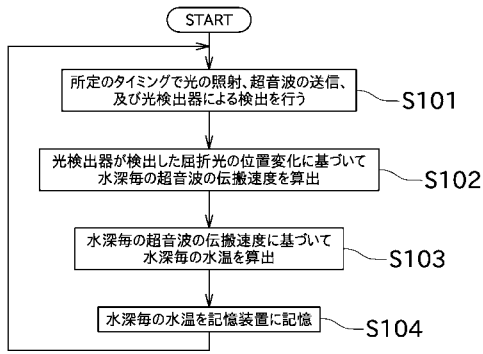 START
所定のタイミングで光の照射、超音波の送信、
及び光検出器による検出を行う
S101
光検出器が検出した屈折光の位置変化に基づいて
水深毎の超音波の伝搬速度を算出
S102
水深毎の超音波の伝搬速度に基づいて
水深毎の水温を算出
S103
水深毎の水温を記憶装置に記憶
S104